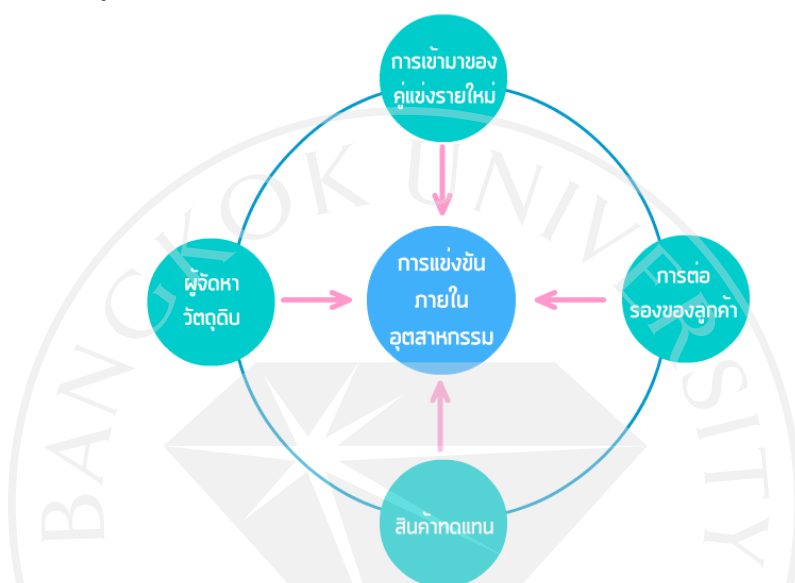 การเข้ามาของ
คู่แข่งรายใหม่
BANGKOK UNIVERSITY
ผู้จัดหา
วัตถุดิบ
การแข่งขัน
ภายใน
อุตสาหกรรม
การต่อ
รองของลูกค้า
สินค้าทดแทน